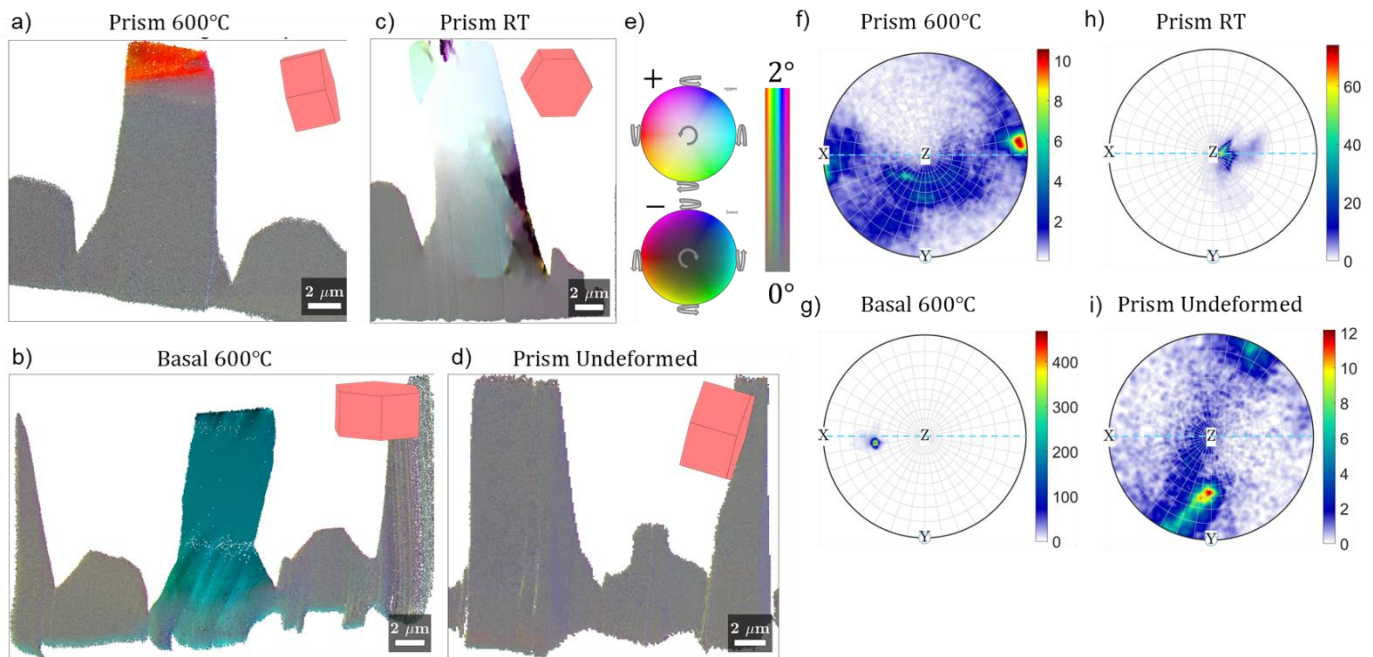 a) Prism 600°C
2 μm
b) Basal 600°C
2 μm
c) Prism RT
2 μm
d) Prism Undeformed
2 μm
e)
+
upper
−
lower
2°
0°
f) Prism 600°C
X
Z
Y
10
8
6
4
2
g) Basal 600°C
X
Z
Y
400
300
200
100
0
h) Prism RT
X
Z
Y
60
40
20
0
i) Prism Undeformed
X
Z
Y
12
10
8
6
4
2
0